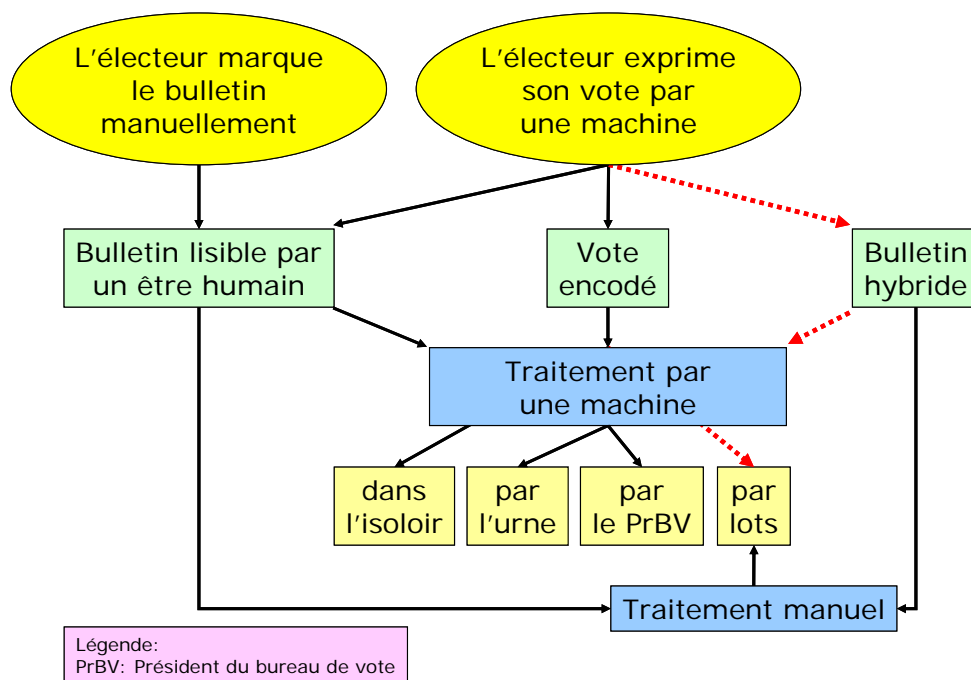 L'électeur marque
le bulletin
manuellement
L'électeur exprime
son vote par
une machine
Bulletin lisible par
un être humain
Vote
encodé
Bulletin
hybride
Traitement par
une machine
dans
l'isoloir
par
l'urne
par
le PrBV
par
lots
Traitement manuel
Légende:
PrBV: Président du bureau de vote